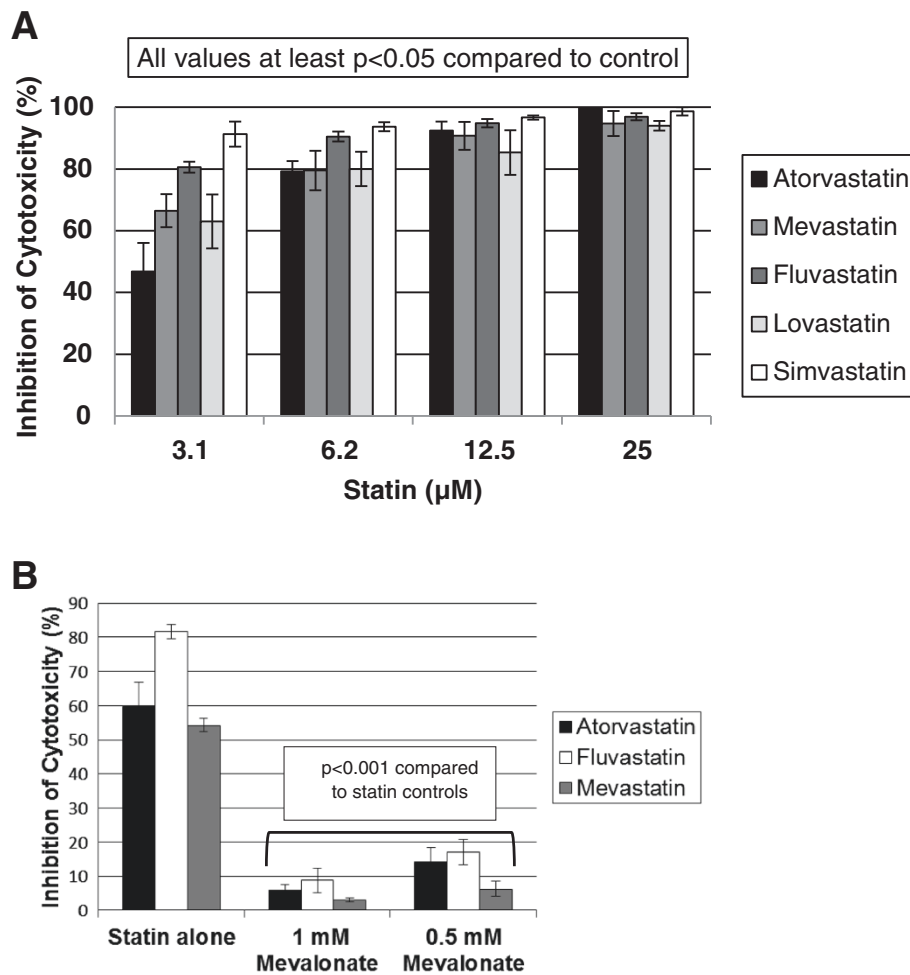 A
All values at least p<0.05 compared to control
Inhibition of Cytotoxicity (%)
100
80
60
40
20
0
3.1 6.2 12.5 25
Statin (µM)
Atorvastatin
Mevastatin
Fluvastatin
Lovastatin
Simvastatin
B
Inhibition of Cytotoxicity (%)
90
80
70
60
50
40
30
20
10
0
p<0.001 compared
to statin controls
Statin alone 1 mM 0.5 mM
Mevalonate Mevalonate
Atorvastatin
Fluvastatin
Mevastatin